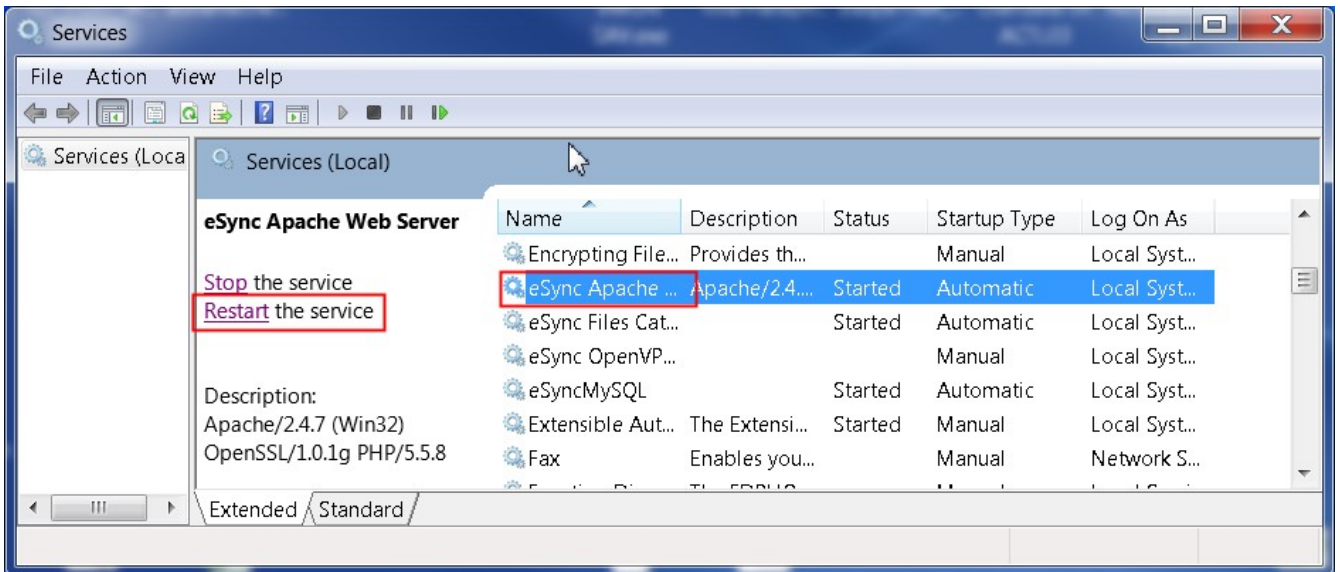 Services
File Action View Help
Services (Loca
Services (Local)
eSync Apache Web Server
Stop the service
Restart the service
Description:
Apache/2.4.7 (Win32)
OpenSSL/1.0.1g PHP/5.5.8
Name Description Status Startup Type Log On As
Encrypting File... Provides th... Manual Local Syst...
eSync Apache ... Apache/2.4.... Started Automatic Local Syst...
eSync Files Cat... Started Automatic Local Syst...
eSync OpenVP... Manual Local Syst...
eSyncMySQL Started Automatic Local Syst...
Extensible Aut... The Extensi... Started Manual Local Syst...
Fax Enables you... Manual Network S...
Extended Standard